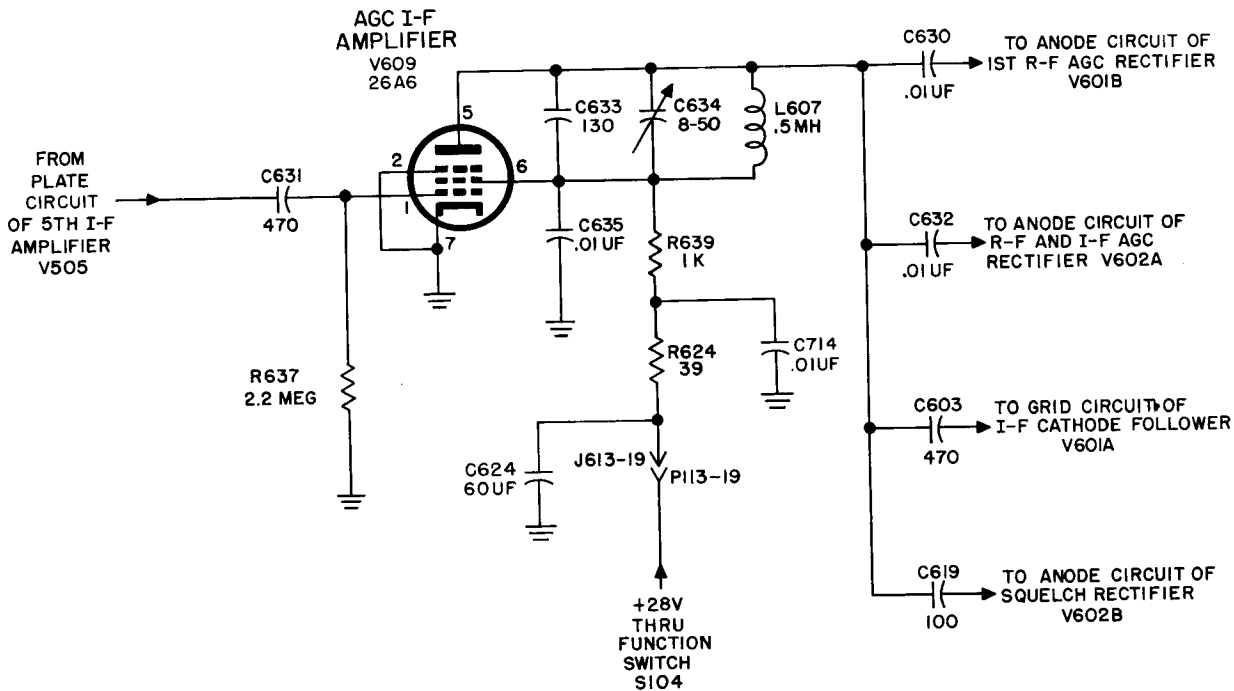 AGC I-F
AMPLIFIER
V609
26A6
5
2
6
1
7
FROM
PLATE
CIRCUIT
OF 5TH I-F
AMPLIFIER
V505
C631
470
R637
2.2 MEG
C633
130
C634
8-50
L607
.5MH
C635
.01UF
R639
1K
R624
39
C714
.01UF
C624
60UF
J613-19
P113-19
+28V
THRU
FUNCTION
SWITCH
S104
C630
.01UF
TO ANODE CIRCUIT OF
1ST R-F AGC RECTIFIER
V601B
C632
.01UF
TO ANODE CIRCUIT OF
R-F AND I-F AGC
RECTIFIER V602A
C603
470
TO GRID CIRCUIT OF
I-F CATHODE FOLLOWER
V601A
C619
100
TO ANODE CIRCUIT OF
SQUELCH RECTIFIER
V602B